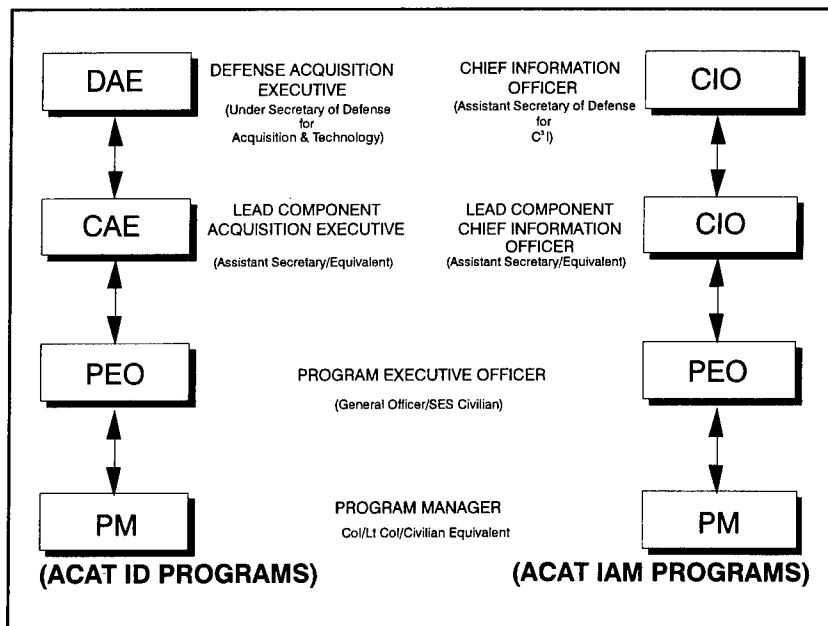 DAE
DEFENSE ACQUISITION
EXECUTIVE
(Under Secretary of Defense
for
Acquisition & Technology)
CHIEF INFORMATION
OFFICER
(Assistant Secretary of Defense
for
C³I)
CIO
CAE
LEAD COMPONENT
ACQUISITION EXECUTIVE
(Assistant Secretary/Equivalent)
LEAD COMPONENT
CHIEF INFORMATION
OFFICER
(Assistant Secretary/Equivalent)
CIO
PEO
PROGRAM EXECUTIVE OFFICER
(General Officer/SES Civilian)
PEO
PM
PROGRAM MANAGER
Col/Lt Col/Civilian Equivalent
PM
(ACAT ID PROGRAMS)
(ACAT IAM PROGRAMS)